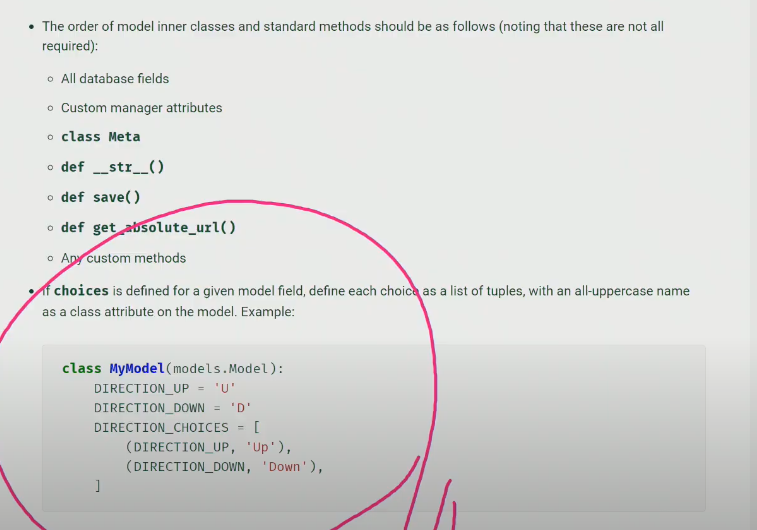 The order of model inner classes and standard methods should be as follows (noting that these are not all
required):
All database fields
Custom manager attributes
class Meta
def __str__()
def save()
def get_absolute_url()
Any custom methods
If choices is defined for a given model field, define each choice as a list of tuples, with an all-uppercase name
as a class attribute on the model. Example:
class MyModel(models.Model):
    DIRECTION_UP = 'U'
    DIRECTION_DOWN = 'D'
    DIRECTION_CHOICES = [
        (DIRECTION_UP, 'Up'),
        (DIRECTION_DOWN, 'Down'),
    ]